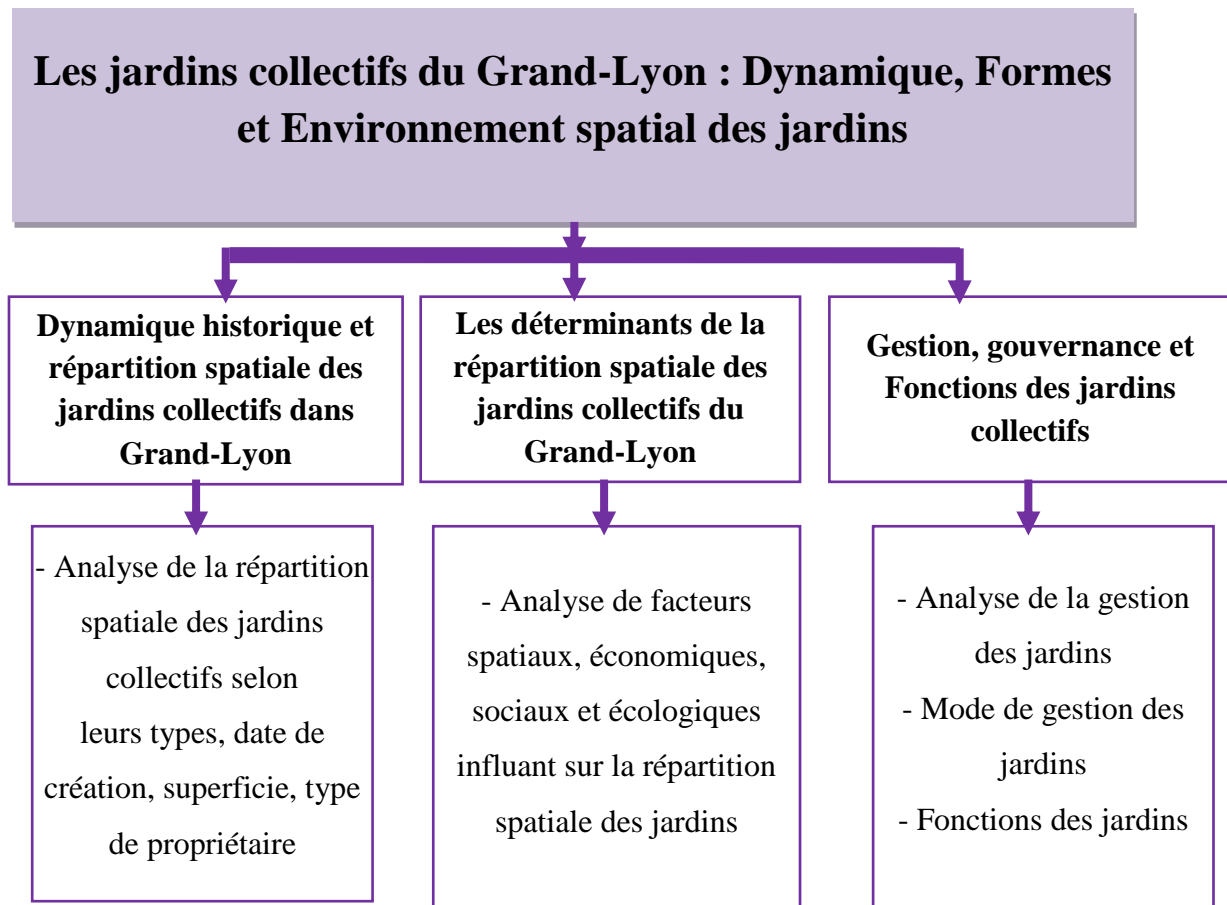 Les jardins collectifs du Grand-Lyon : Dynamique, Formes
et Environnement spatial des jardins
Dynamique historique et
répartition spatiale des
jardins collectifs dans
Grand-Lyon
Les déterminants de la
répartition spatiale des
jardins collectifs du
Grand-Lyon
Gestion, gouvernance et
Fonctions des jardins
collectifs
- Analyse de la répartition
spatiale des jardins
collectifs selon
leurs types, date de
création, superficie, type
de propriétaire
- Analyse de facteurs
spatiaux, économiques,
sociaux et écologiques
influant sur la répartition
spatiale des jardins
- Analyse de la gestion
des jardins
- Mode de gestion des
jardins
- Fonctions des jardins